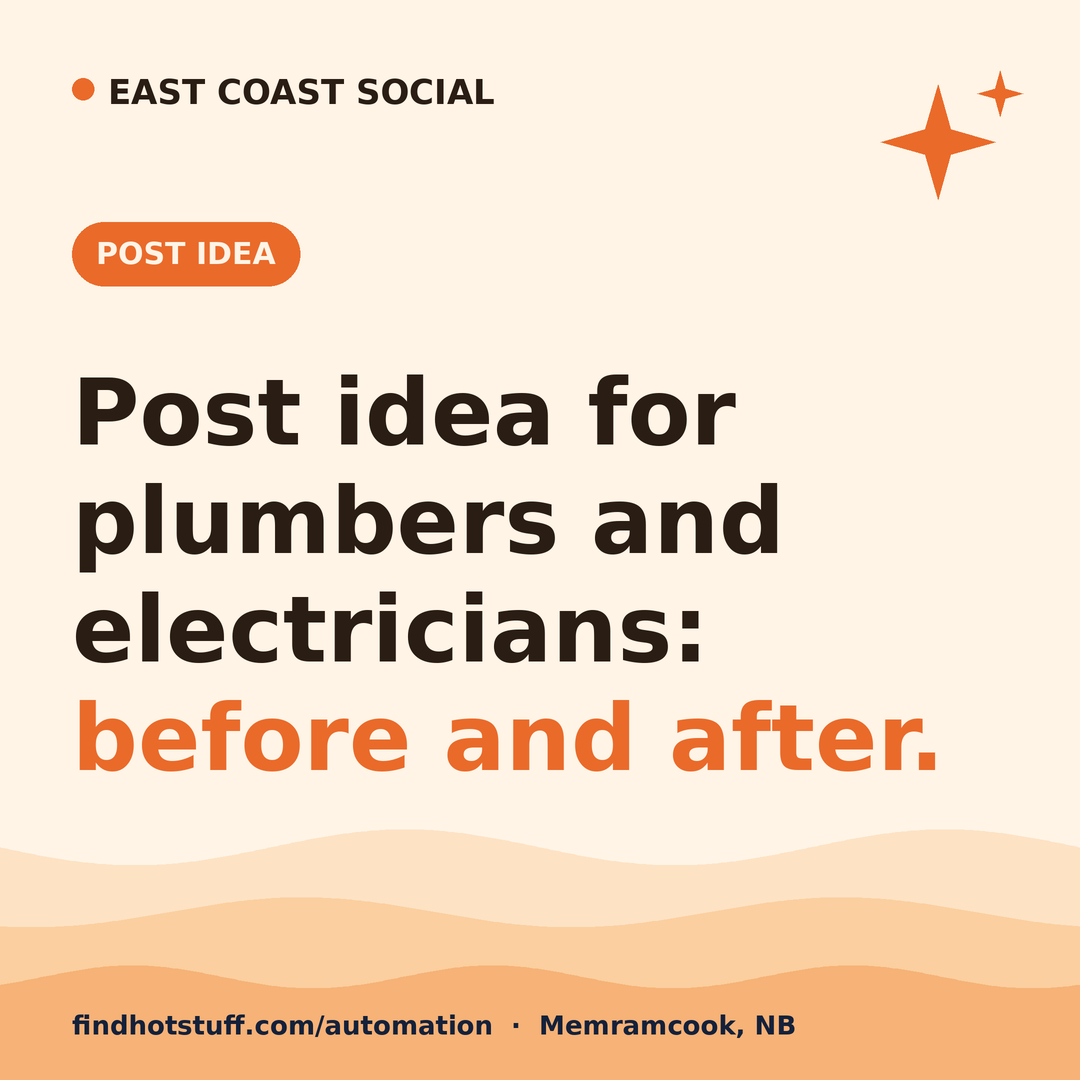 EAST COAST SOCIAL
POST IDEA
Post idea for
plumbers and
electricians:
before and after.
findhotstuff.com/automation · Memramcook, NB